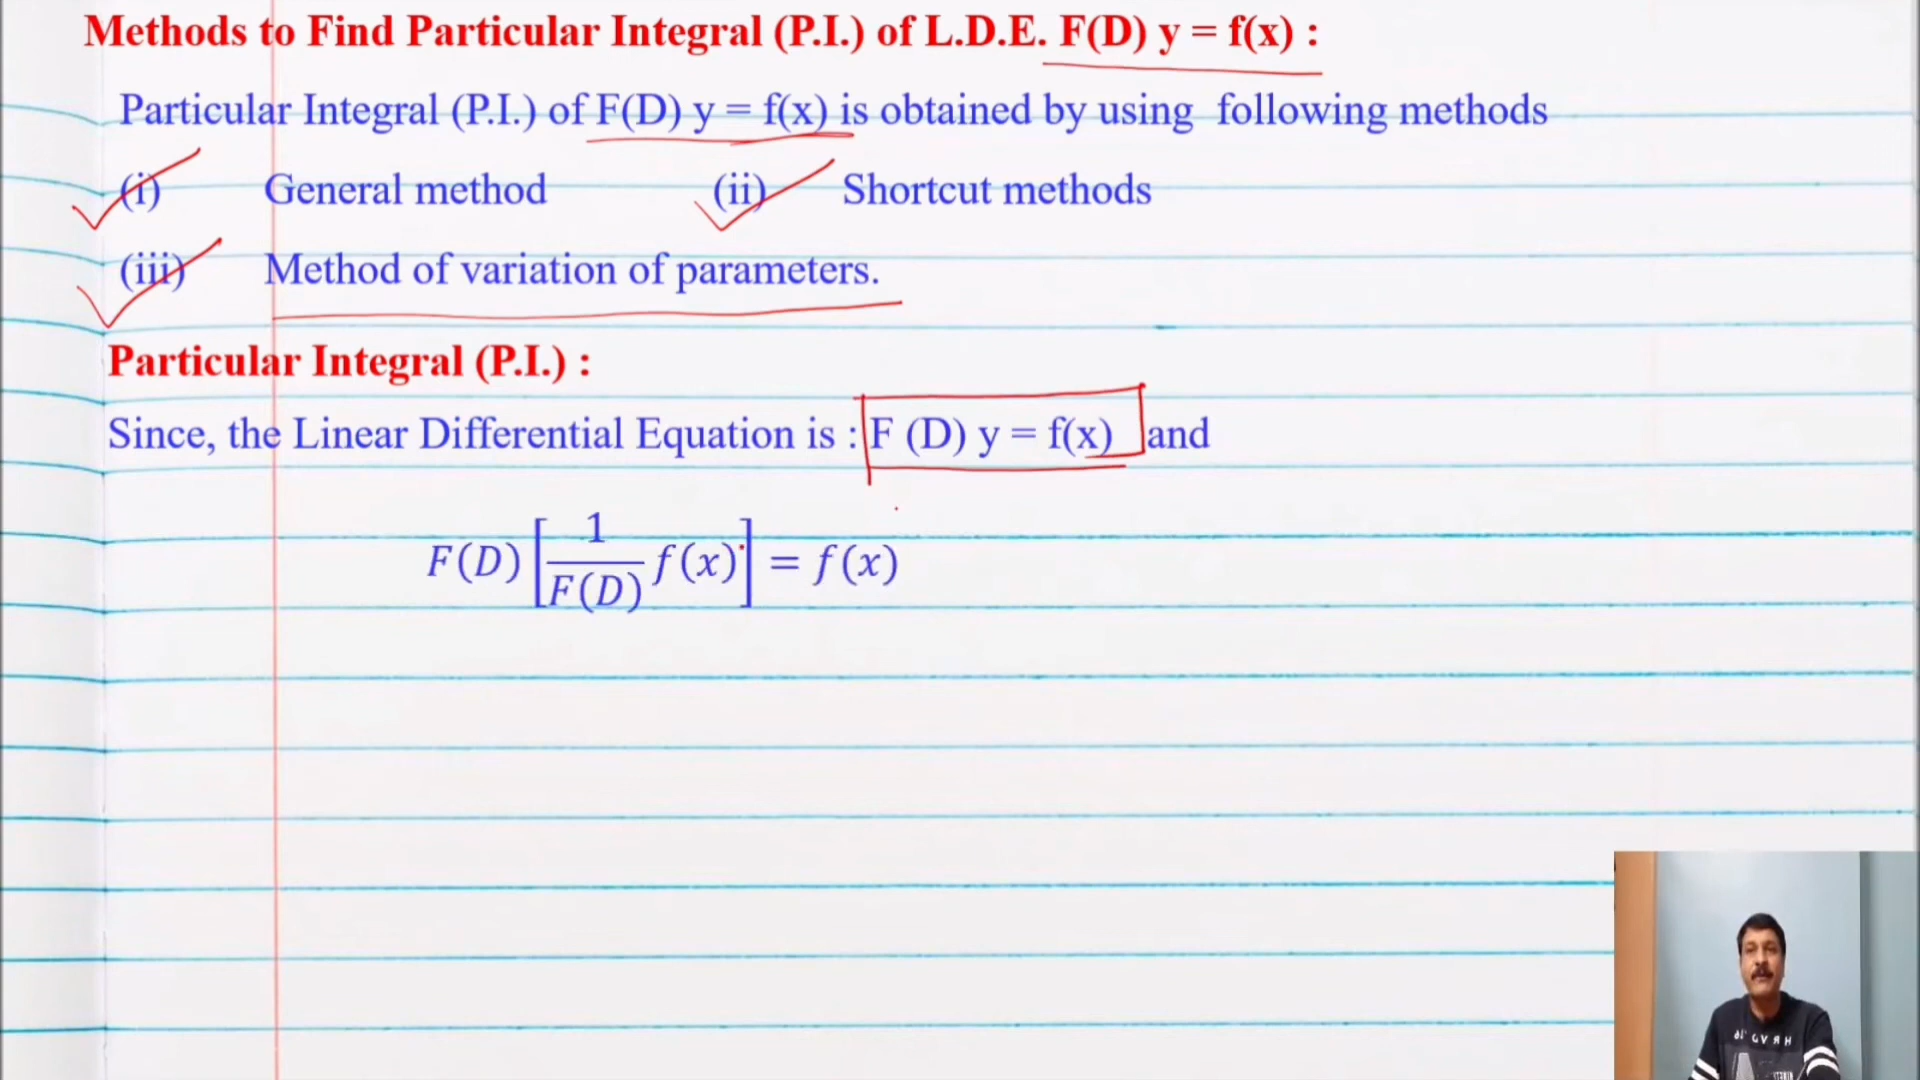 Methods to Find Particular Integral (P.I.) of L.D.E. F(D) y = f(x) :
Particular Integral (P.I.) of F(D) y = f(x) is obtained by using following methods
(i) General method (ii) Shortcut methods
(iii) Method of variation of parameters.
Particular Integral (P.I.) :
Since, the Linear Differential Equation is : F (D) y = f(x) and
F(D) [1/F(D) f(x)] = f(x)